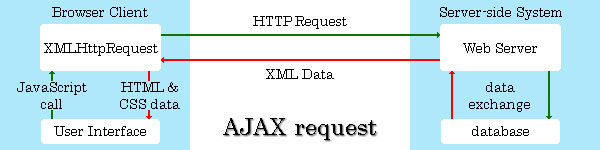 Browser Client
HTTP Request
Server-side System
XMLHttpRequest
Web Server
XML Data
JavaScript
call
HTML &
CSS data
data
exchange
User Interface
AJAX request
database